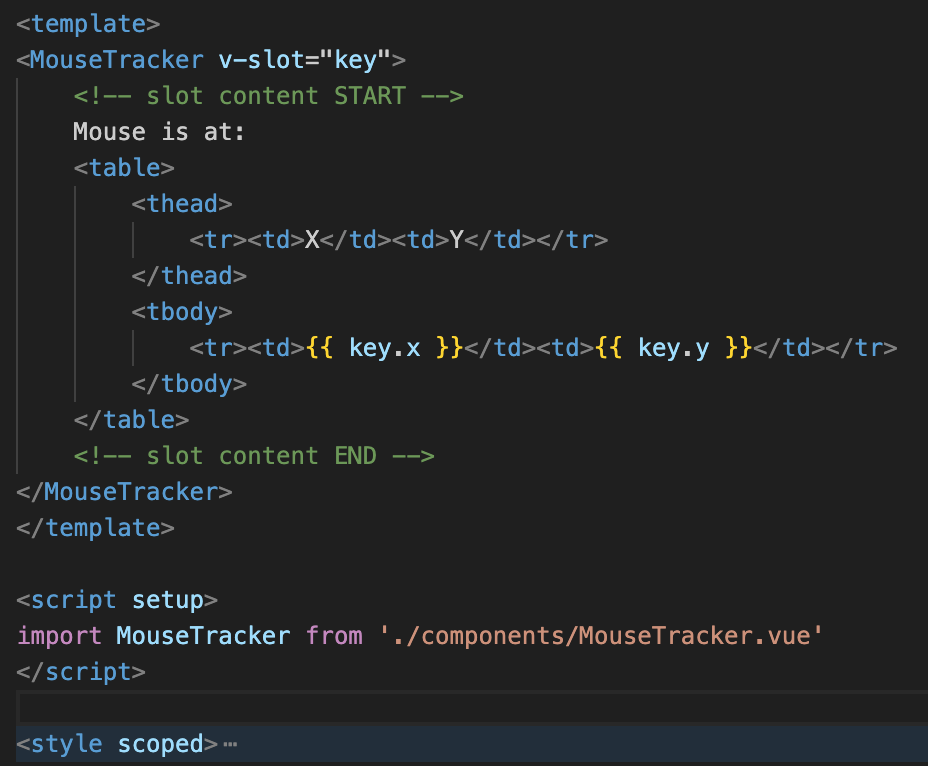 <template>
<MouseTracker v-slot="key">
    <!-- slot content START -->
    Mouse is at:
    <table>
        <thead>
            <tr><td>X</td><td>Y</td></tr>
        </thead>
        <tbody>
            <tr><td>{{ key.x }}</td><td>{{ key.y }}</td></tr>
        </tbody>
    </table>
    <!-- slot content END -->
</MouseTracker>
</template>

<script setup>
import MouseTracker from './components/MouseTracker.vue'
</script>

<style scoped>…